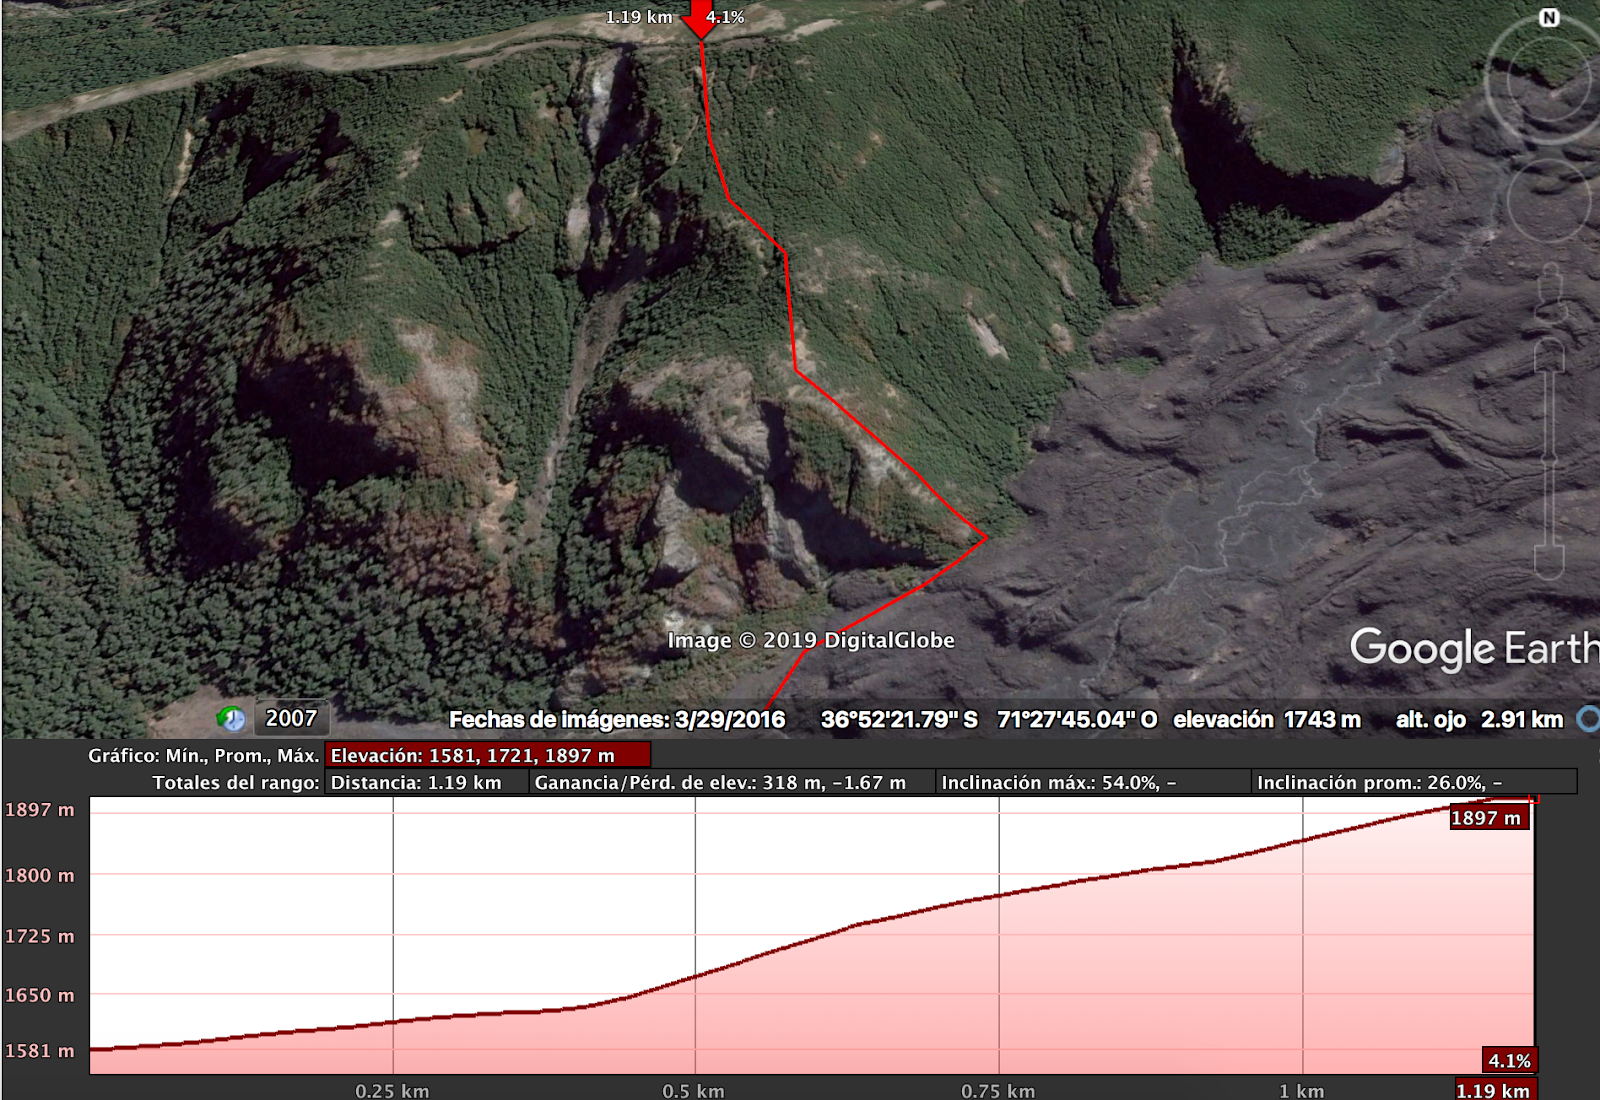 1.19 km 4.1%
N
Image © 2019 DigitalGlobe
Google Earth
2007
Fechas de imágenes: 3/29/2016 36°52'21.79" S 71°27'45.04" O elevación 1743 m alt. ojo 2.91 km
Gráfico: Mín., Prom., Máx. Elevación: 1581, 1721, 1897 m
Totales del rango: Distancia: 1.19 km Ganancia/Pérd. de elev.: 318 m, -1.67 m Inclinación máx.: 54.0%, - Inclinación prom.: 26.0%, -
1897 m
1897 m
1800 m
1725 m
1650 m
1581 m
4.1%
0.25 km 0.5 km 0.75 km 1 km 1.19 km